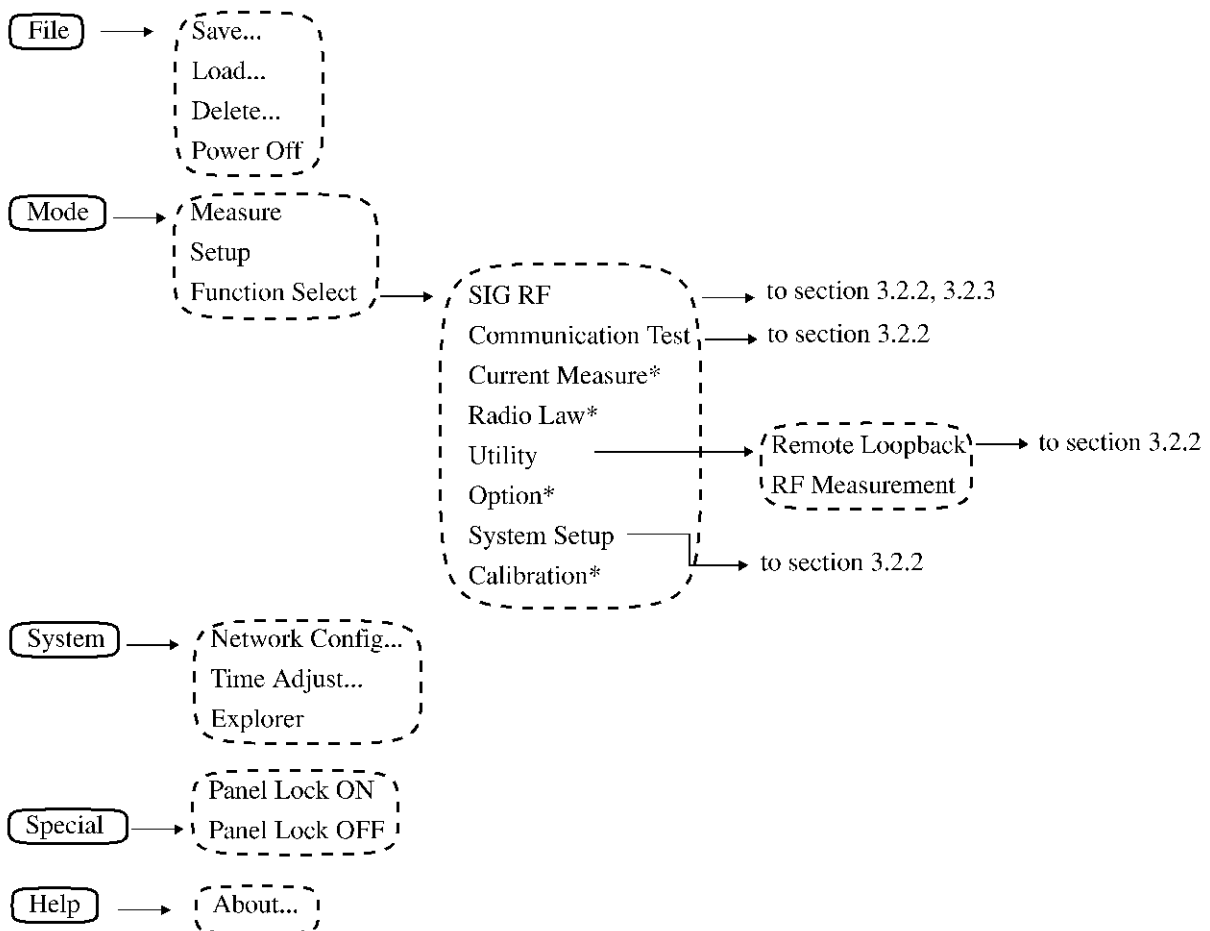 File
Save...
Load...
Delete...
Power Off
Mode
Measure
Setup
Function Select
SIG RF
to section 3.2.2, 3.2.3
Communication Test
to section 3.2.2
Current Measure*
Radio Law*
Utility
Remote Loopback
to section 3.2.2
RF Measurement
Option*
System Setup
to section 3.2.2
Calibration*
System
Network Config...
Time Adjust...
Explorer
Special
Panel Lock ON
Panel Lock OFF
Help
About...